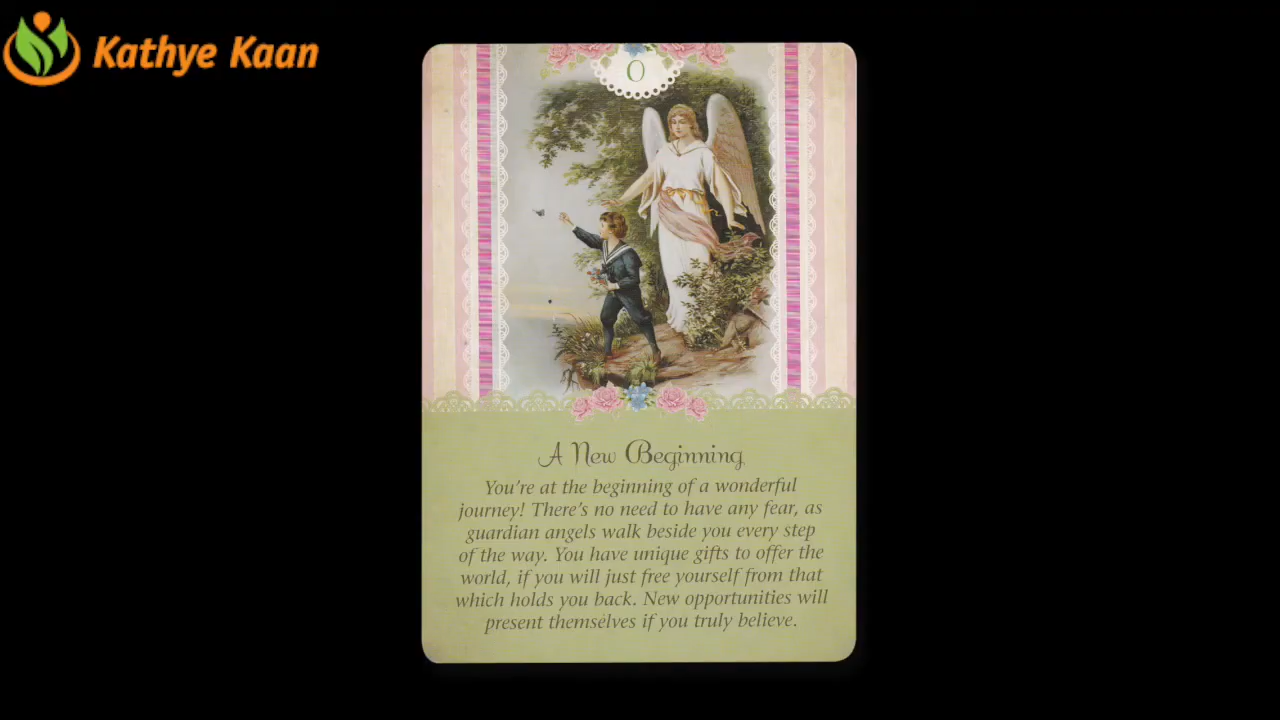 Kathye Kaan
0
A New Beginning
You're at the beginning of a wonderful
journey! There's no need to have any fear, as
guardian angels walk beside you every step
of the way. You have unique gifts to offer the
world, if you will just free yourself from that
which holds you back. New opportunities will
present themselves if you truly believe.